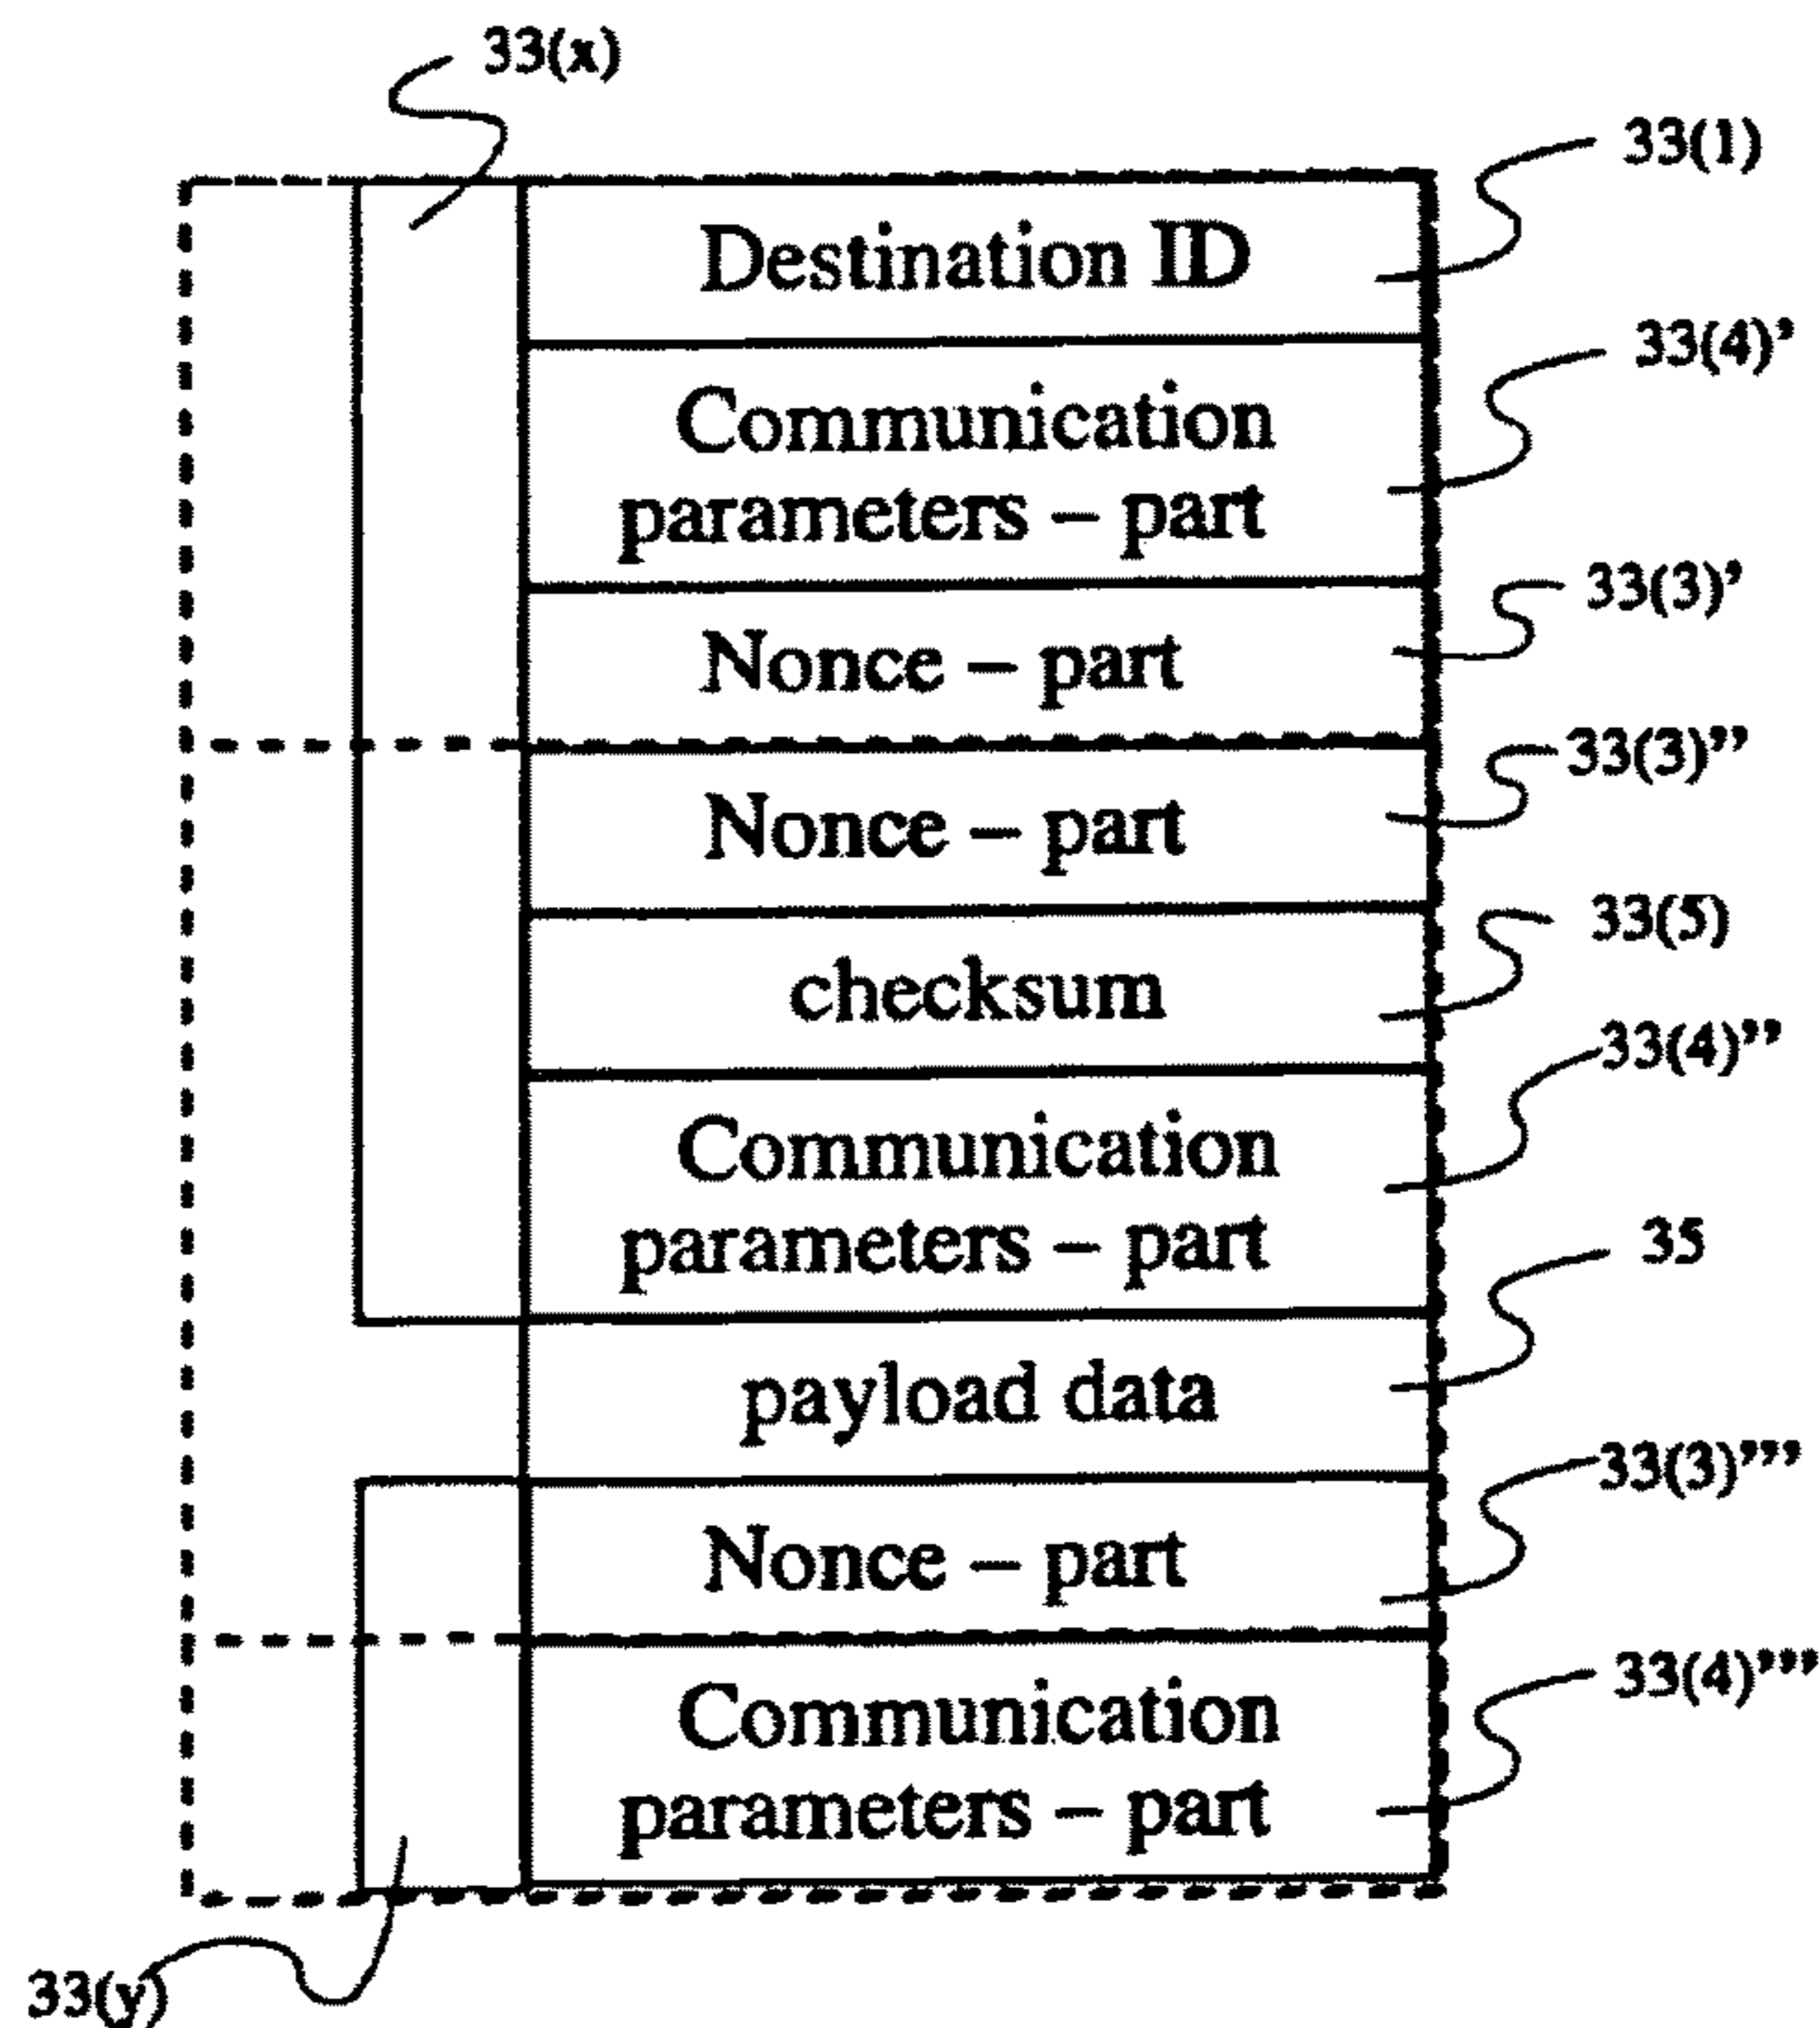 33(x)
33(1)
Destination ID
33(4)’
Communication
parameters – part
33(3)’
Nonce – part
33(3)’’
Nonce – part
33(5)
checksum
33(4)’’
Communication
parameters – part
35
payload data
33(3)’’’
Nonce – part
33(4)’’’
Communication
parameters – part
33(y)